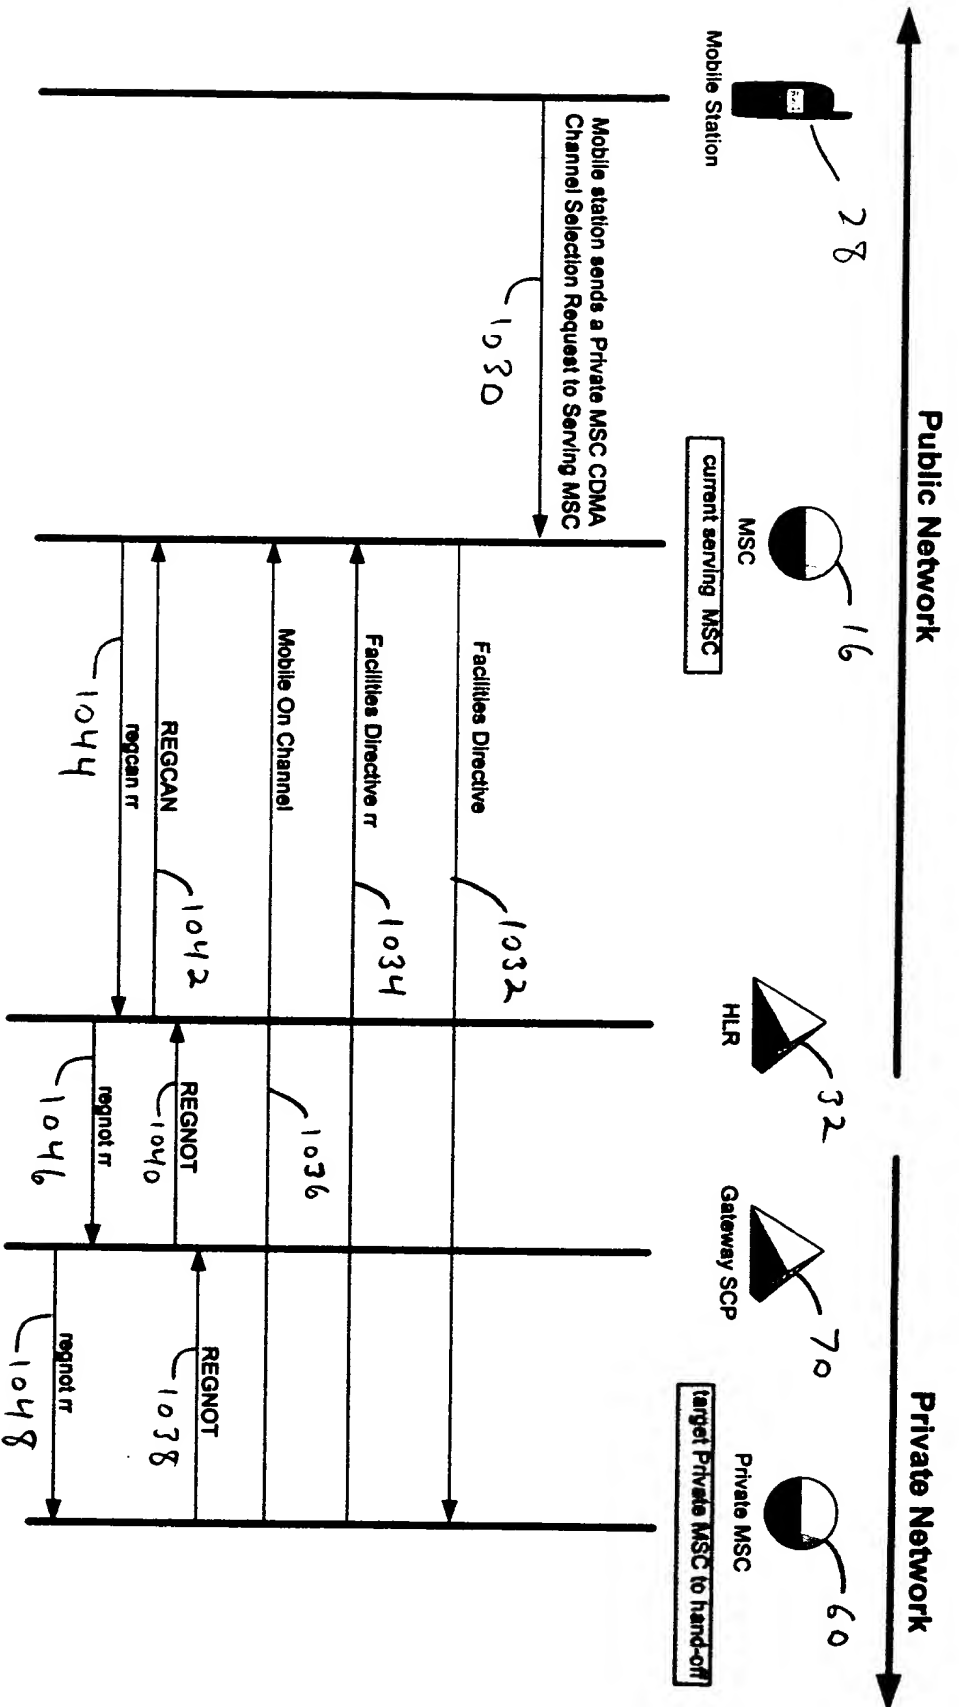 Public Network
Private Network
28
16
32
70
60
Mobile Station
MSC
HLR
Gateway SCP
Private MSC
current serving MSC
target Private MSC to hand-off
Mobile station sends a Private MSC CDMA
Channel Selection Request to Serving MSC
1030
Facilities Directive
1032
Facilities Directive rr
1034
Mobile On Channel
1036
REGNOT
1038
REGNOT
1040
REGCAN
1042
regcan rr
1044
regnot rr
1046
regnot rr
1048